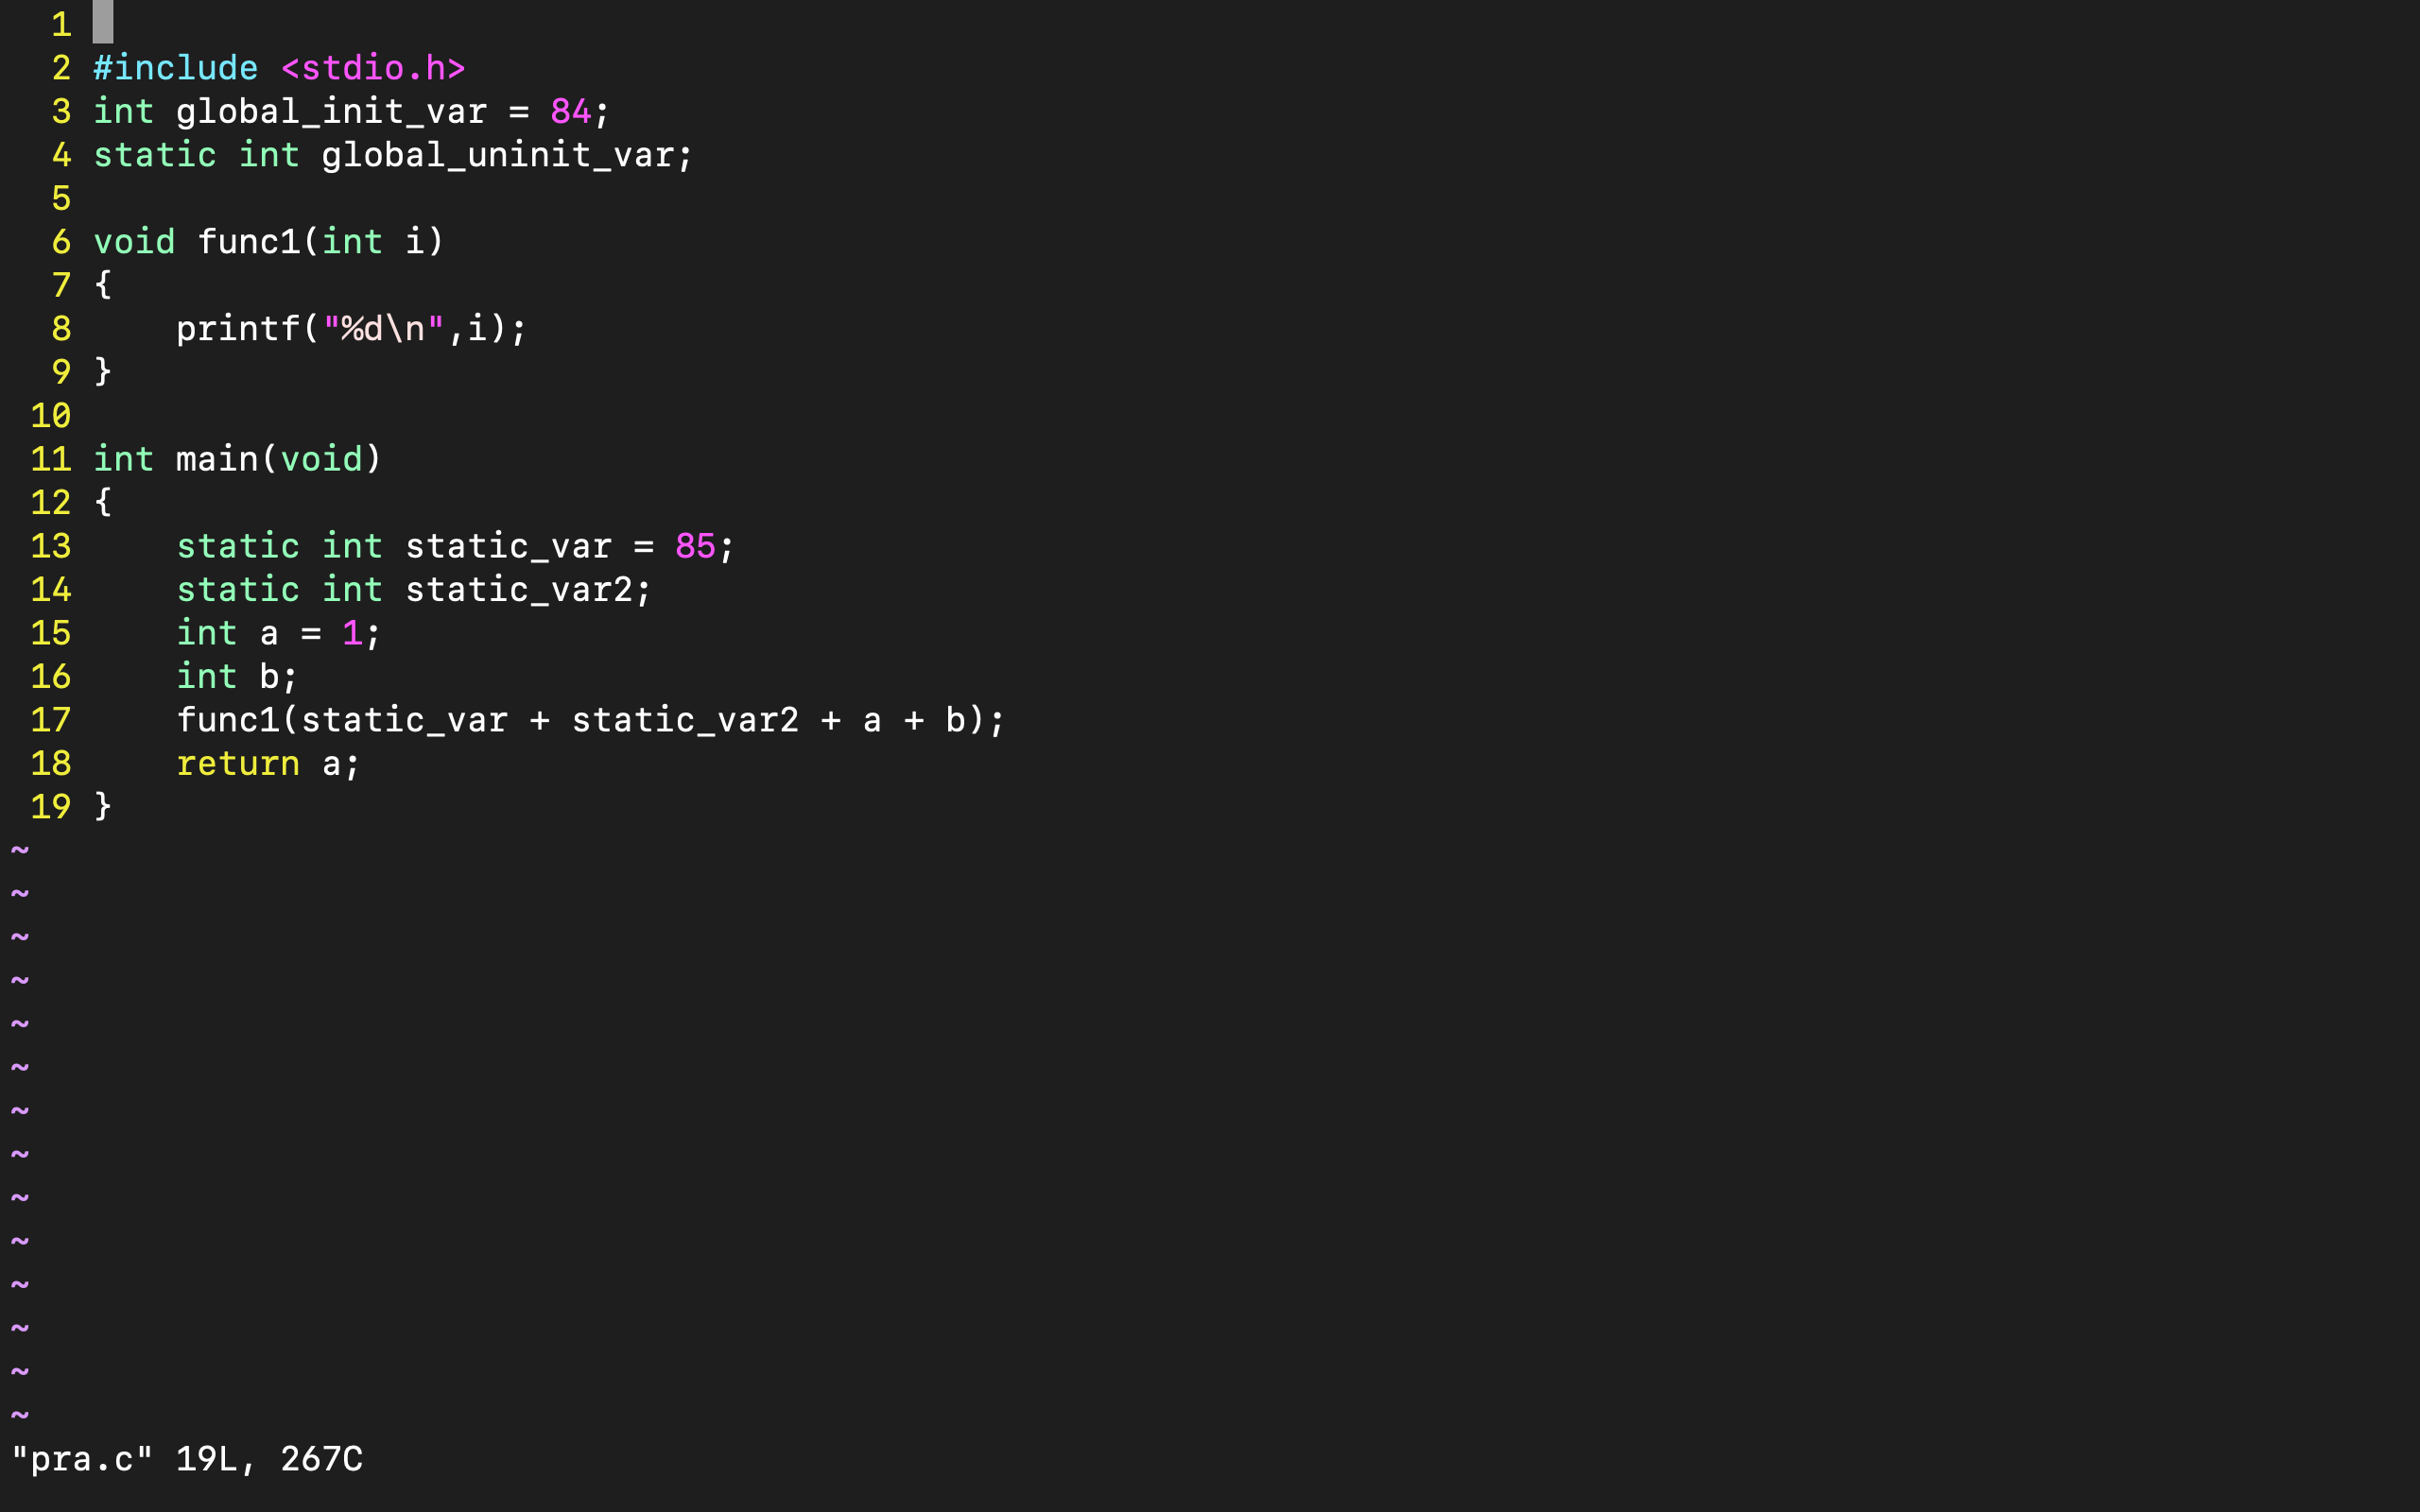 1
2 #include <stdio.h>
3 int global_init_var = 84;
4 static int global_uninit_var;
5
6 void func1(int i)
7 {
8     printf("%d\n",i);
9 }
10
11 int main(void)
12 {
13     static int static_var = 85;
14     static int static_var2;
15     int a = 1;
16     int b;
17     func1(static_var + static_var2 + a + b);
18     return a;
19 }
~
~
~
~
~
~
~
~
~
~
~
~
~
~
"pra.c" 19L, 267C